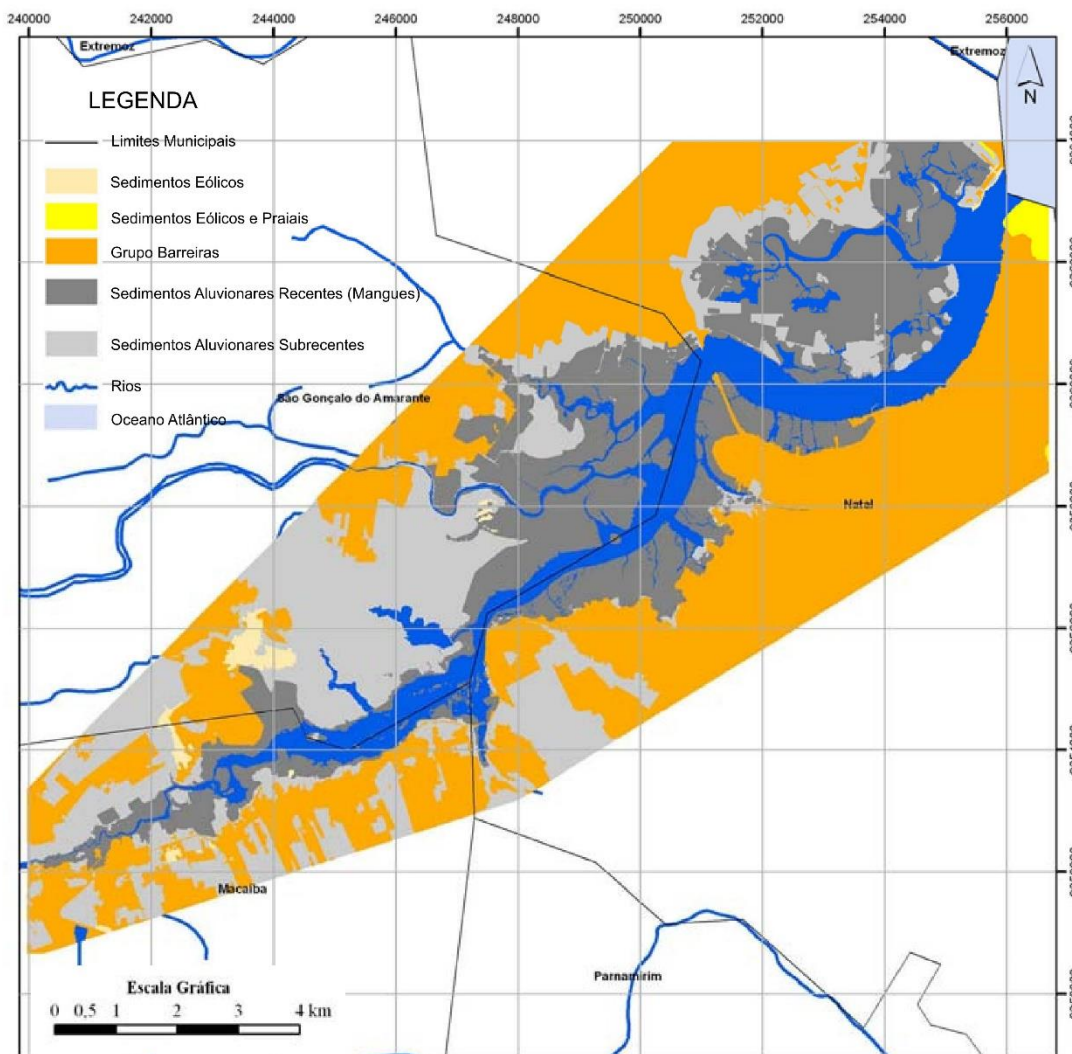 240000 242000 244000 246000 248000 250000 252000 254000 256000
Extremoz
Extremoz
N
LEGENDA
Limites Municipais
Sedimentos Eólicos
Sedimentos Eólicos e Praiais
Grupo Barreiras
Sedimentos Aluvionares Recentes (Mangues)
Sedimentos Aluvionares Subrecentes
Rios
Oceano Atlântico
São Gonçalo do Amarante
Natal
Macaíba
Parnamirim
Escala Gráfica
0 0,5 1 2 3 4 km